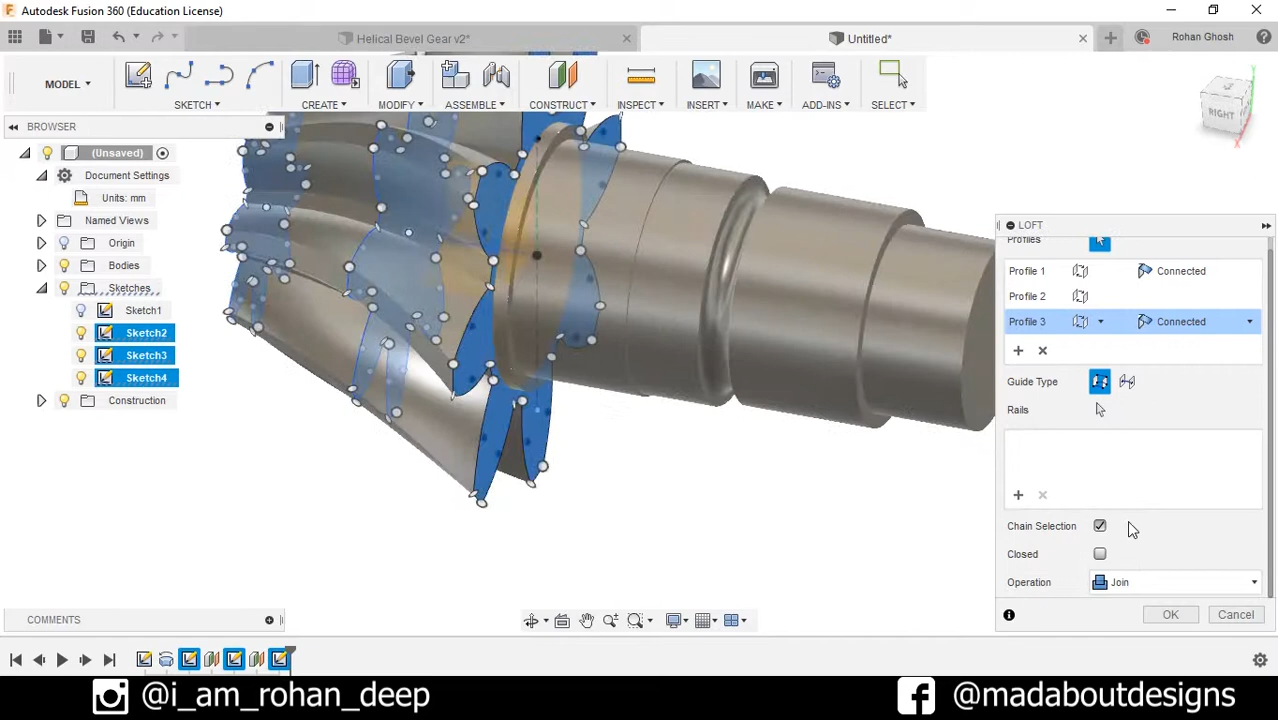 Autodesk Fusion 360 (Education License)
Helical Bevel Gear v2*
Untitled*
Rohan Ghosh
MODEL
SKETCH
CREATE
MODIFY
ASSEMBLE
CONSTRUCT
INSPECT
INSERT
MAKE
ADD-INS
SELECT
BROWSER
(Unsaved)
Document Settings
Units: mm
Named Views
Origin
Bodies
Sketches
Sketch1
Sketch2
Sketch3
Sketch4
Construction
RIGHT
LOFT
Profiles
Profile 1 Connected
Profile 2
Profile 3 Connected
Guide Type
Rails
Chain Selection
Closed
Operation Join
OK Cancel
COMMENTS
@i_am_rohan_deep @madaboutdesigns